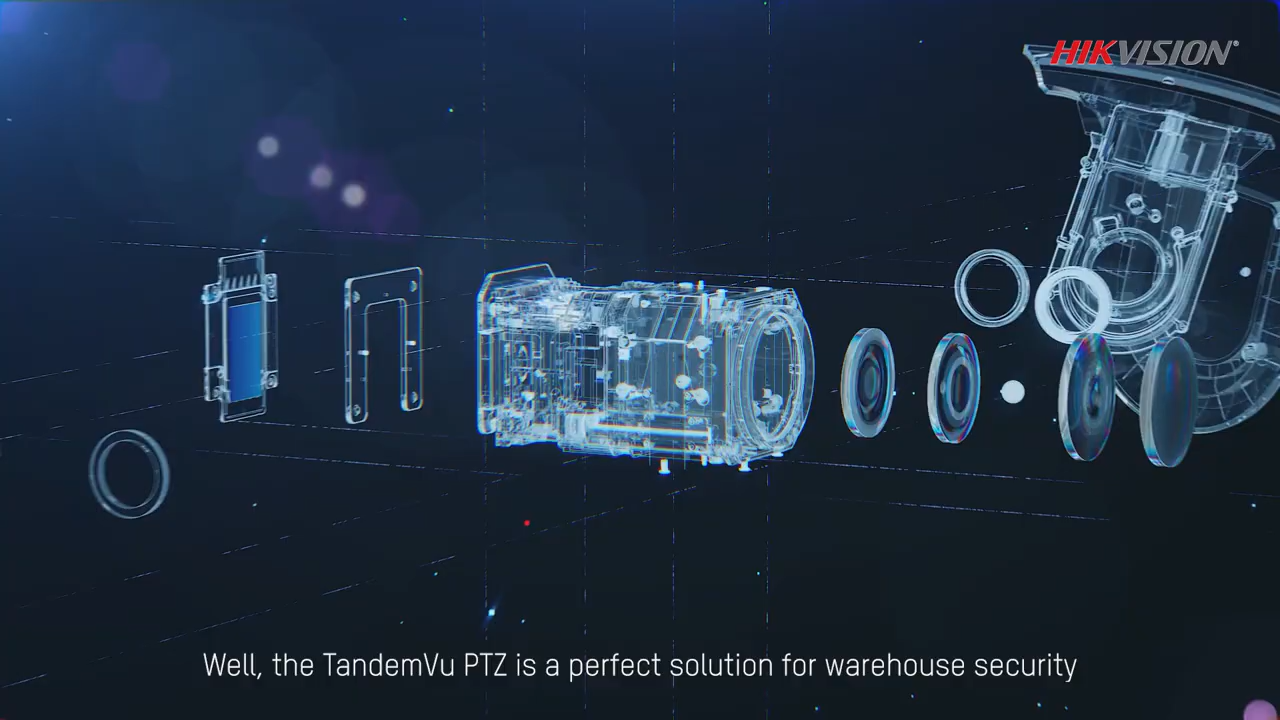 HIKVISION®
Well, the TandemVu PTZ is a perfect solution for warehouse security